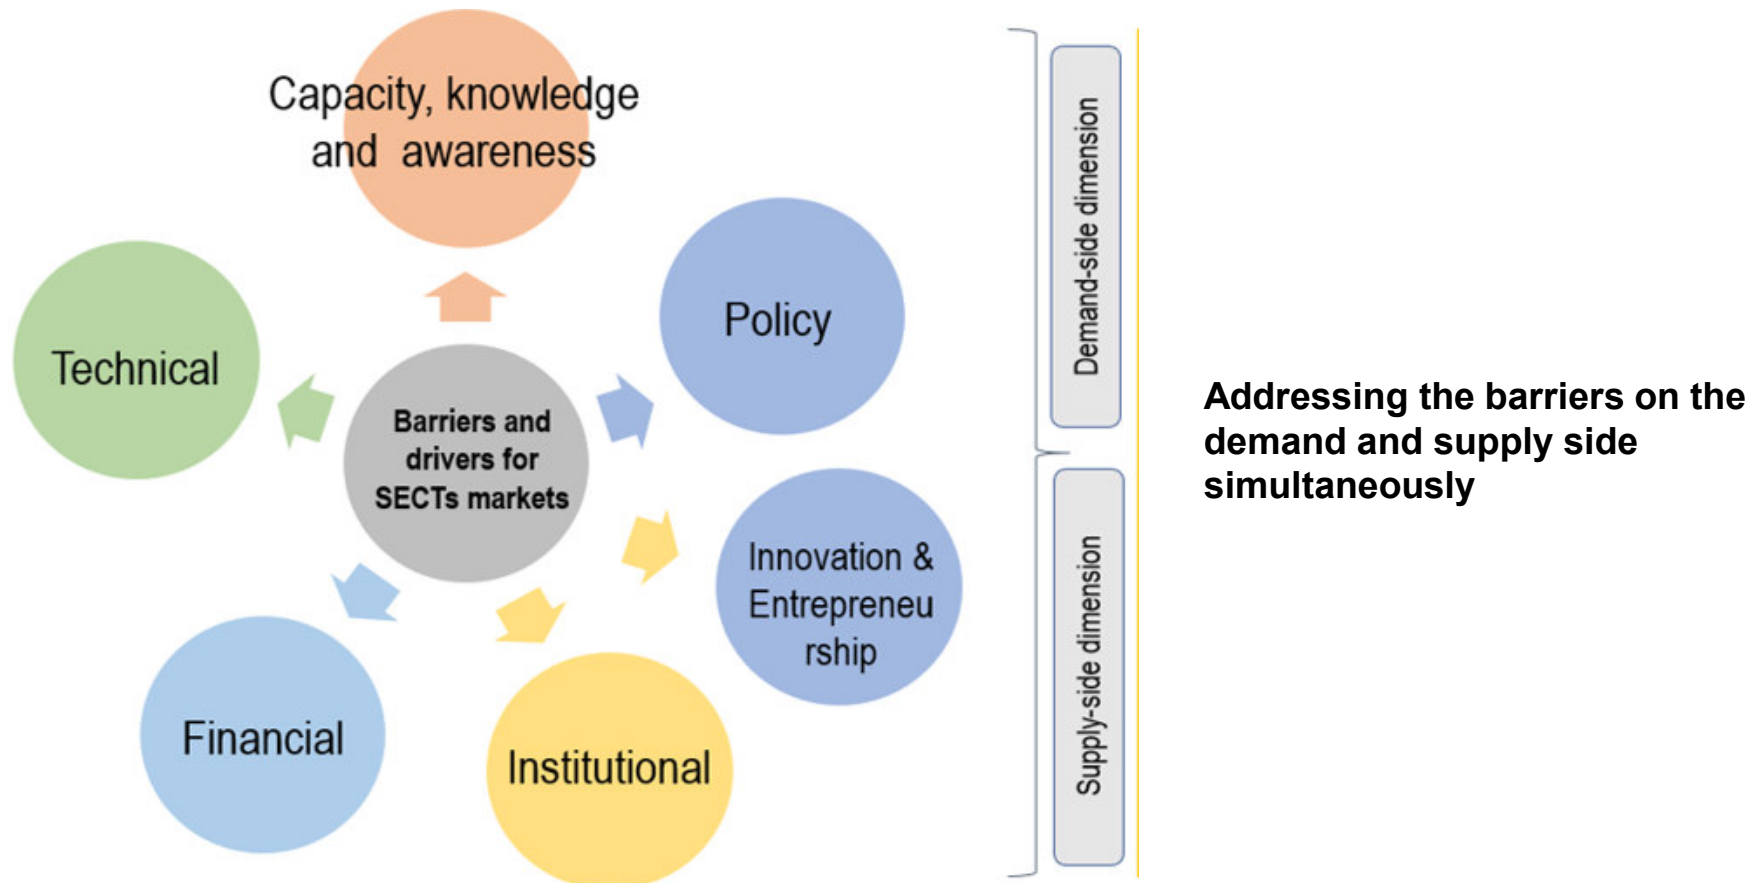 Capacity, knowledge
and awareness
Technical
Policy
Barriers and
drivers for
SECTs markets
Innovation &
Entrepreneu
rship
Financial
Institutional
Demand-side dimension
Supply-side dimension
Addressing the barriers on the
demand and supply side
simultaneously